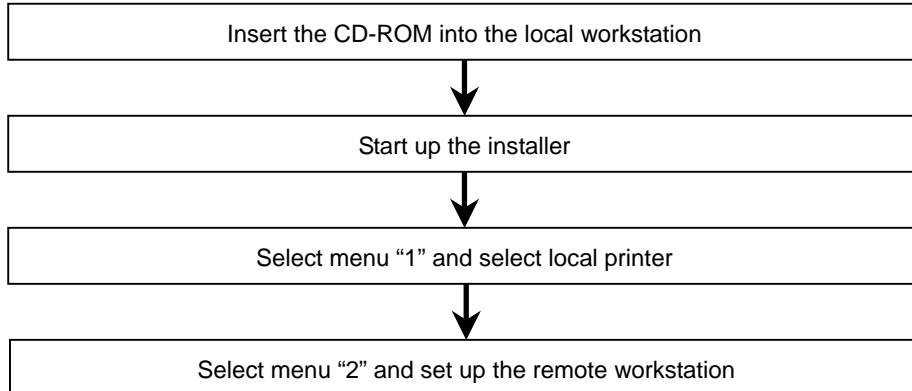 Insert the CD-ROM into the local workstation
Start up the installer
Select menu “1” and select local printer
Select menu “2” and set up the remote workstation